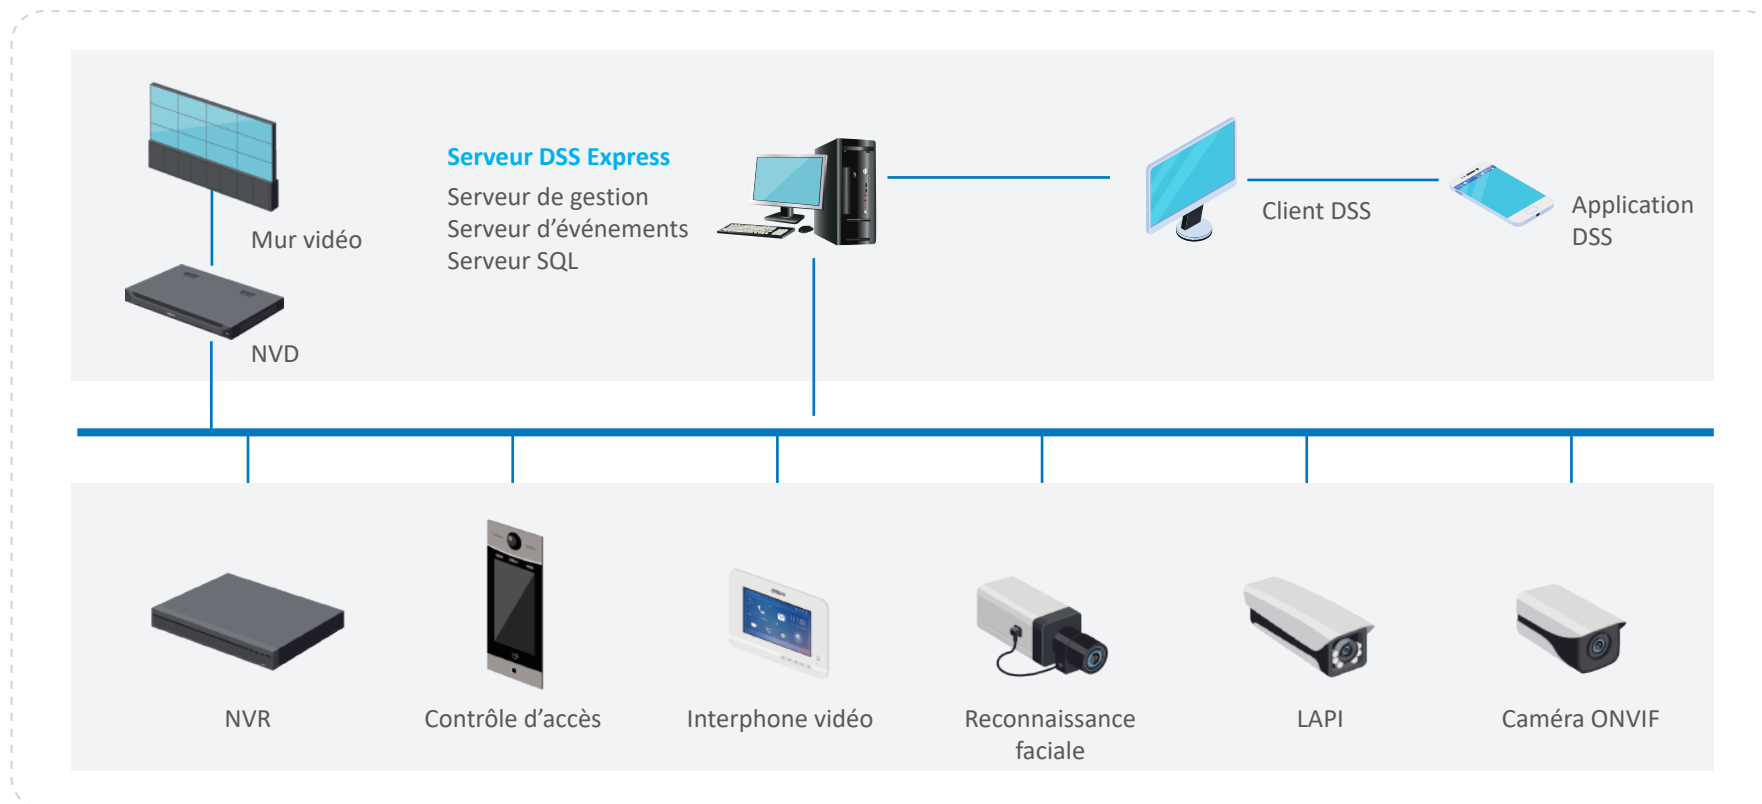 Serveur DSS Express
Serveur de gestion
Serveur d’événements
Serveur SQL
Mur vidéo
NVD
Client DSS
Application
DSS
NVR
Contrôle d’accès
Interphone vidéo
Reconnaissance
faciale
LAPI
Caméra ONVIF